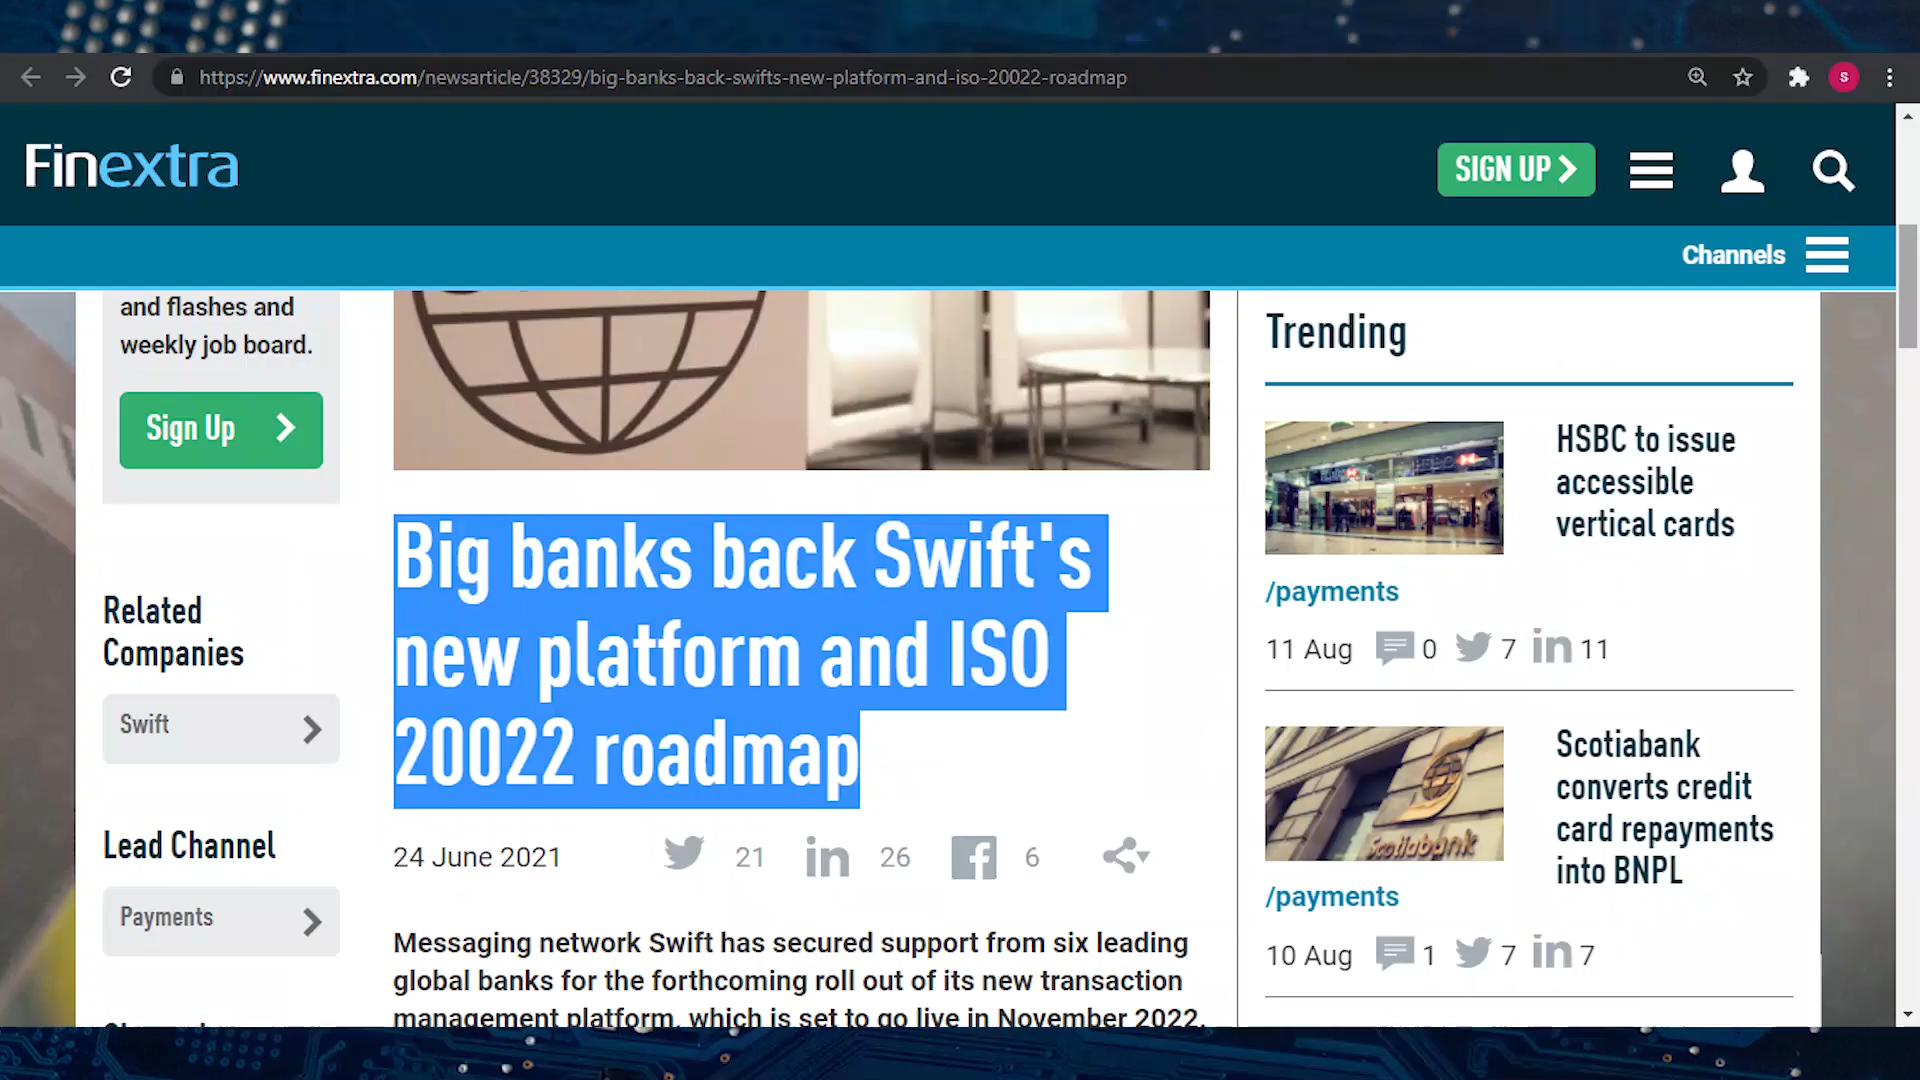 https://www.finextra.com/newsarticle/38329/big-banks-back-swifts-new-platform-and-iso-20022-roadmap
S
Finextra
SIGN UP
Channels
and flashes and
weekly job board.
Sign Up
Related
Companies
Swift
Lead Channel
Payments
Big banks back Swift's
new platform and ISO
20022 roadmap
24 June 2021
21
26
6
Messaging network Swift has secured support from six leading
global banks for the forthcoming roll out of its new transaction
management platform, which is set to go live in November 2022.
Trending
HSBC to issue
accessible
vertical cards
/payments
11 Aug 0 7 11
Scotiabank
Scotiabank
converts credit
card repayments
into BNPL
/payments
10 Aug 1 7 7